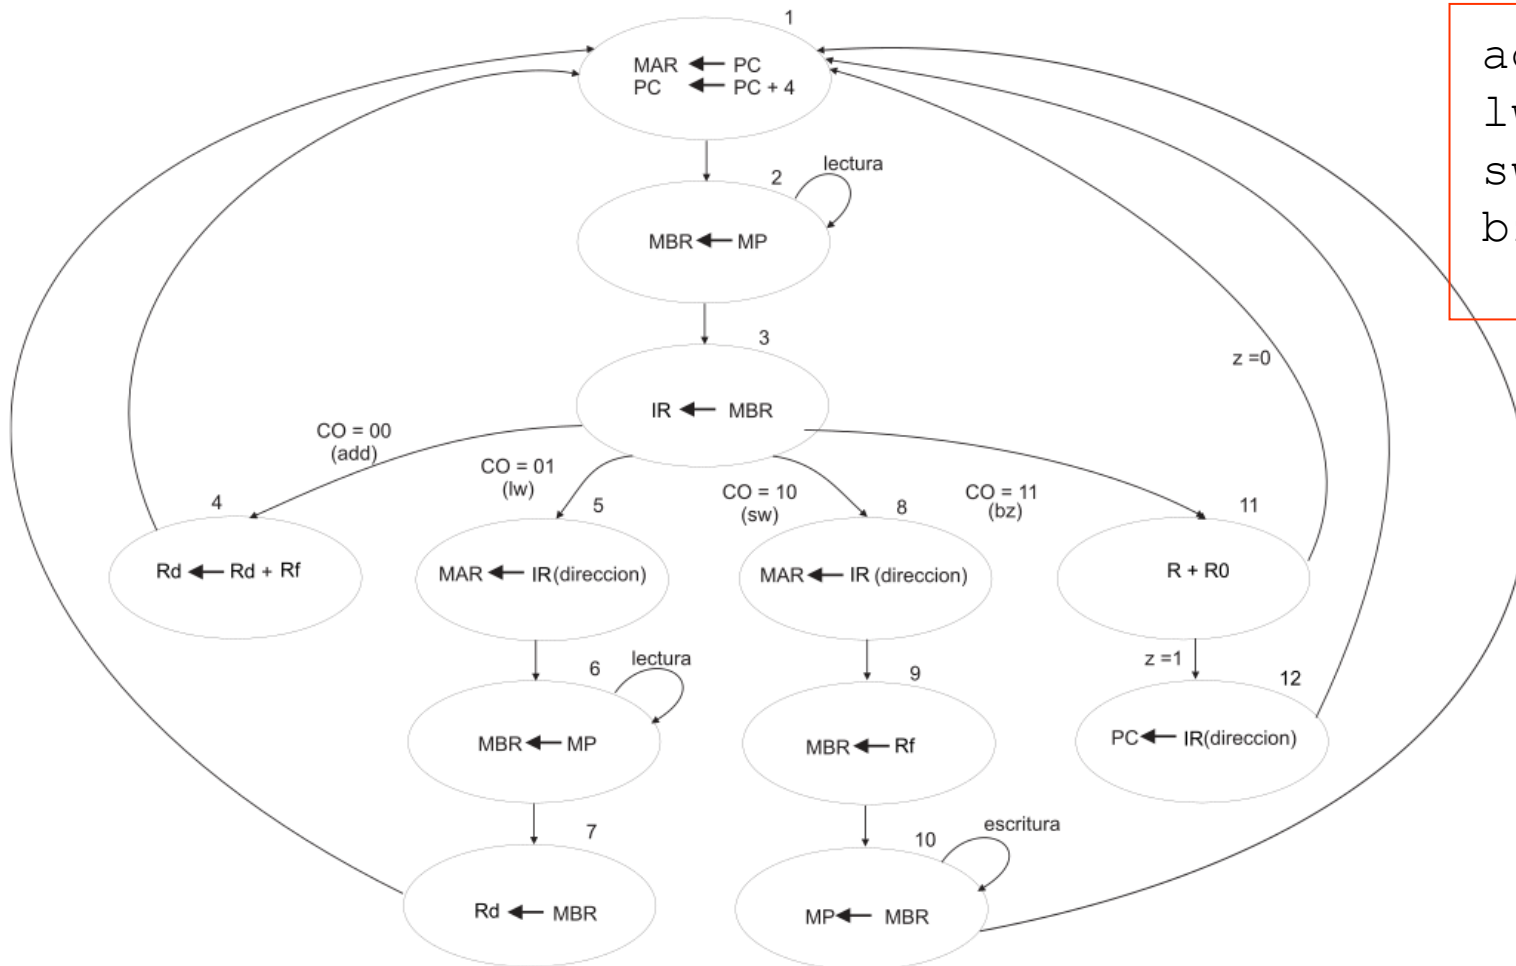 1
MAR ← PC
PC ← PC + 4
2
lectura
MBR ← MP
3
IR ← MBR
z =0
CO = 00
(add)
CO = 01
(lw)
CO = 10
(sw)
CO = 11
(bz)
4
Rd ← Rd + Rf
5
MAR ← IR(direccion)
8
MAR ← IR (direccion)
11
R + R0
z =1
6
lectura
MBR ← MP
9
MBR ← Rf
12
PC ← IR(direccion)
7
Rd ← MBR
10
escritura
MP ← MBR